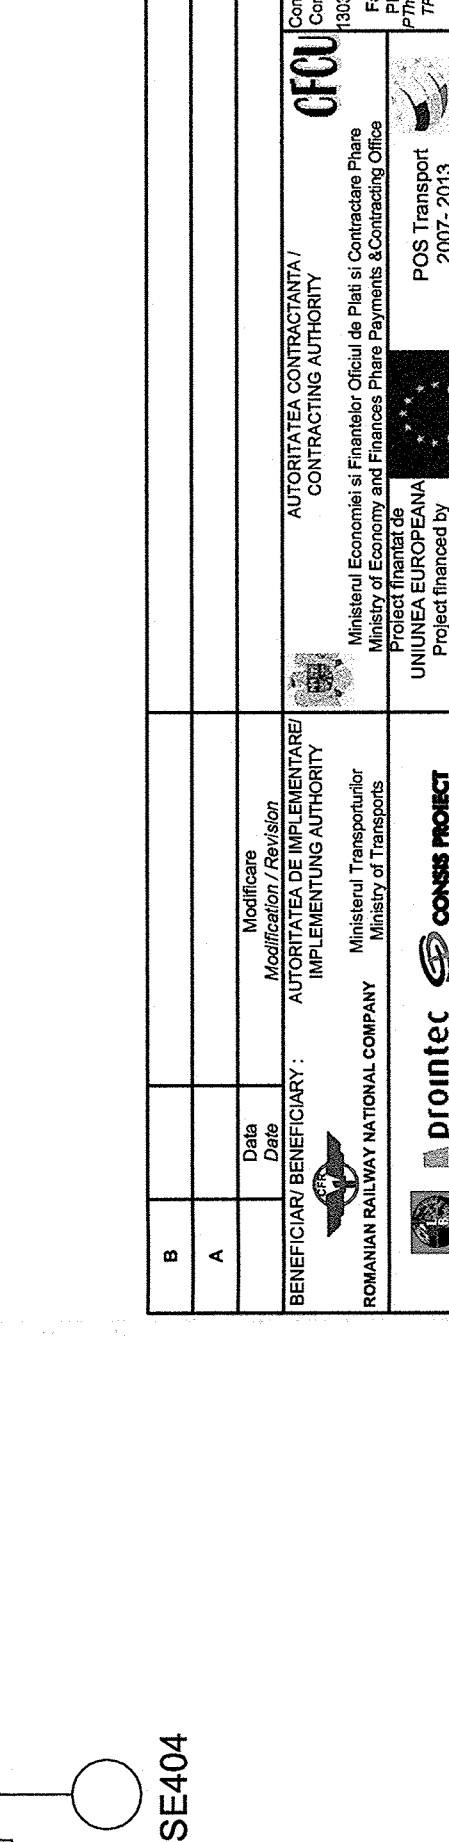 B
A
Data
Date
Modificare
Modification / Revision
BENEFICIAR/ BENEFICIARY :
CFR
ROMANIAN RAILWAY NATIONAL COMPANY
AUTORITATEA DE IMPLEMENTARE/
IMPLEMENTUNG AUTHORITY
Ministerul Transporturilor
Ministry of Transports
AUTORITATEA CONTRACTANTA /
CONTRACTING AUTHORITY
CFCU
Ministerul Economiei si Finantelor Oficiul de Plati si Contractare Phare
Ministry of Economy and Finances Phare Payments &Contracting Office
prointec
CONSIS PROIECT
Proiect finantat de
UNIUNEA EUROPEANA
Project financed by
POS Transport
2007- 2013
SE404